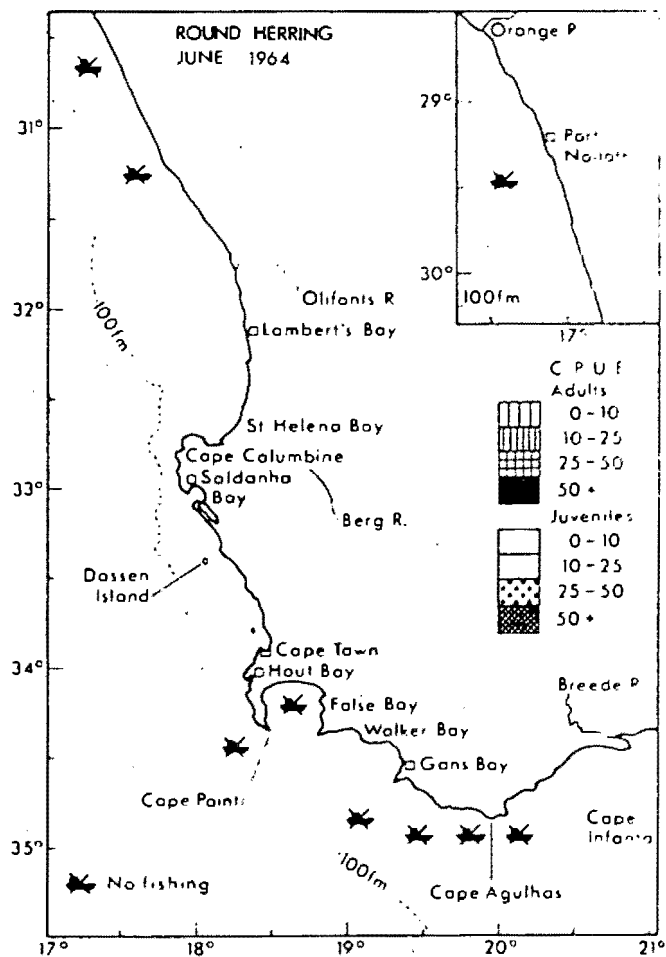 ROUND HERRING
JUNE 1964
Orange R
29°
Port
30°
100fm
17°
31°
32°
33°
34°
35°
100fm
Olifants R
Lambert's Bay
St Helena Bay
Cape Columbine
Saldanha
Bay
Berg R.
Dassen
Island
Cape Town
Hout Bay
False Bay
Walker Bay
Gans Bay
Breede R
Cape Point
Cape
Infanta
100fm
Cape Agulhas
No fishing
C P U E
Adults
0-10
10-25
25-50
50+
Juveniles
0-10
10-25
25-50
50+
17°
18°
19°
20°
21°